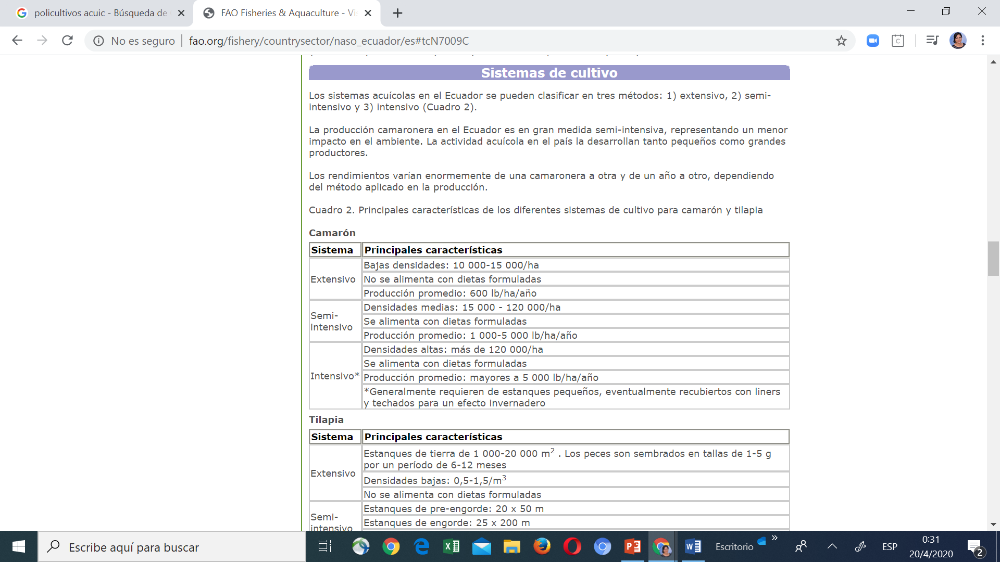 policultivos acuic - Búsqueda de
FAO Fisheries & Aquaculture - Vi
No es seguro
fao.org/fishery/countrysector/naso_ecuador/es#tcN7009C
Sistemas de cultivo
Los sistemas acuícolas en el Ecuador se pueden clasificar en tres métodos: 1) extensivo, 2) semi-
intensivo y 3) intensivo (Cuadro 2).
La producción camaronera en el Ecuador es en gran medida semi-intensiva, representando un menor
impacto en el ambiente. La actividad acuícola en el país la desarrollan tanto pequeños como grandes
productores.
Los rendimientos varían enormemente de una camaronera a otra y de un año a otro, dependiendo
del método aplicado en la producción.
Cuadro 2. Principales características de los diferentes sistemas de cultivo para camarón y tilapia
Camarón
Sistema Principales características
Extensivo
Bajas densidades: 10 000-15 000/ha
No se alimenta con dietas formuladas
Producción promedio: 600 lb/ha/año
Semi-
intensivo
Densidades medias: 15 000 - 120 000/ha
Se alimenta con dietas formuladas
Producción promedio: 1 000-5 000 lb/ha/año
Intensivo*
Densidades altas: más de 120 000/ha
Se alimenta con dietas formuladas
Producción promedio: mayores a 5 000 lb/ha/año
*Generalmente requieren de estanques pequeños, eventualmente recubiertos con liners
y techados para un efecto invernadero
Tilapia
Sistema Principales características
Extensivo
Estanques de tierra de 1 000-20 000 m2 . Los peces son sembrados en tallas de 1-5 g
por un período de 6-12 meses
Densidades bajas: 0,5-1,5/m3
No se alimenta con dietas formuladas
Semi-
intensivo
Estanques de pre-engorde: 20 x 50 m
Estanques de engorde: 25 x 200 m
Escribe aquí para buscar
Escritorio
ESP
0:31
20/4/2020
2